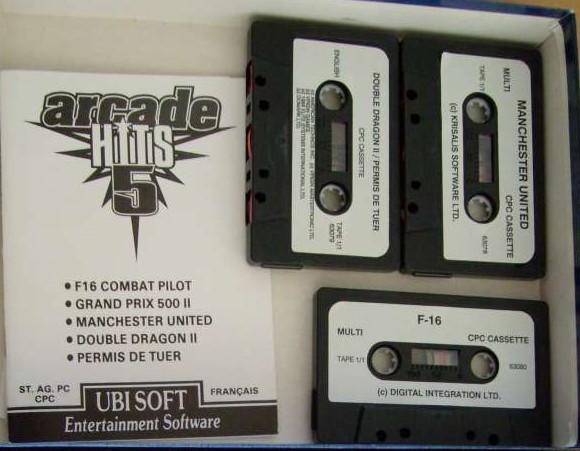 arcade
HITS
5
• F16 COMBAT PILOT
• GRAND PRIX 500 II
• MANCHESTER UNITED
• DOUBLE DRAGON II
• PERMIS DE TUER
ST. AG. PC
CPC
FRANÇAIS
UBI SOFT
Entertainment Software
DOUBLE DRAGON II / PERMIS DE TUER
CPC CASSETTE
ENGLISH
TAPE 1/1
63079
MANCHESTER UNITED
MULTI
CPC CASSETTE
TAPE 1/1
63078
(c) KRISALIS SOFTWARE LTD.
F-16
MULTI
CPC CASSETTE
TAPE 1/1
63080
(c) DIGITAL INTEGRATION LTD.